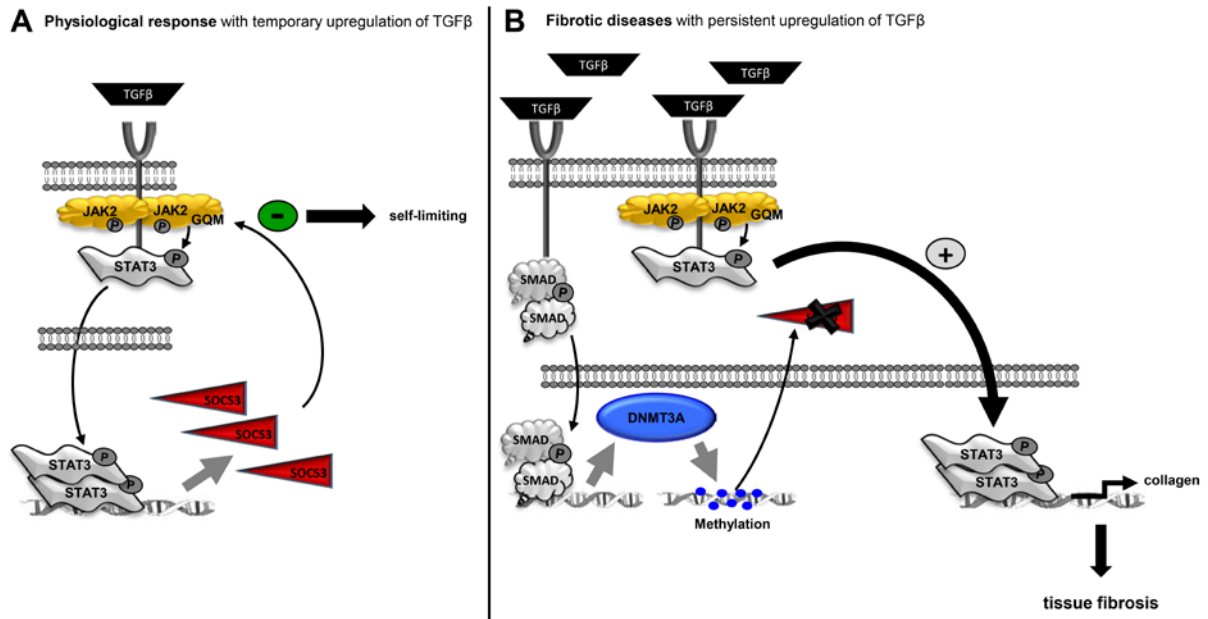 A Physiological response with temporary upregulation of TGFβ
TGFβ
JAK2 JAK2
P P GQM
P
STAT3
-
self-limiting
SOCS3
SOCS3
SOCS3
STAT3 P
STAT3 P
B Fibrotic diseases with persistent upregulation of TGFβ
TGFβ
TGFβ
TGFβ
TGFβ
JAK2 JAK2
P P GQM
P
STAT3
+
SMAD
P
SMAD
X
DNMT3A
SMAD
P
SMAD
Methylation
STAT3 P
STAT3 P
collagen
tissue fibrosis